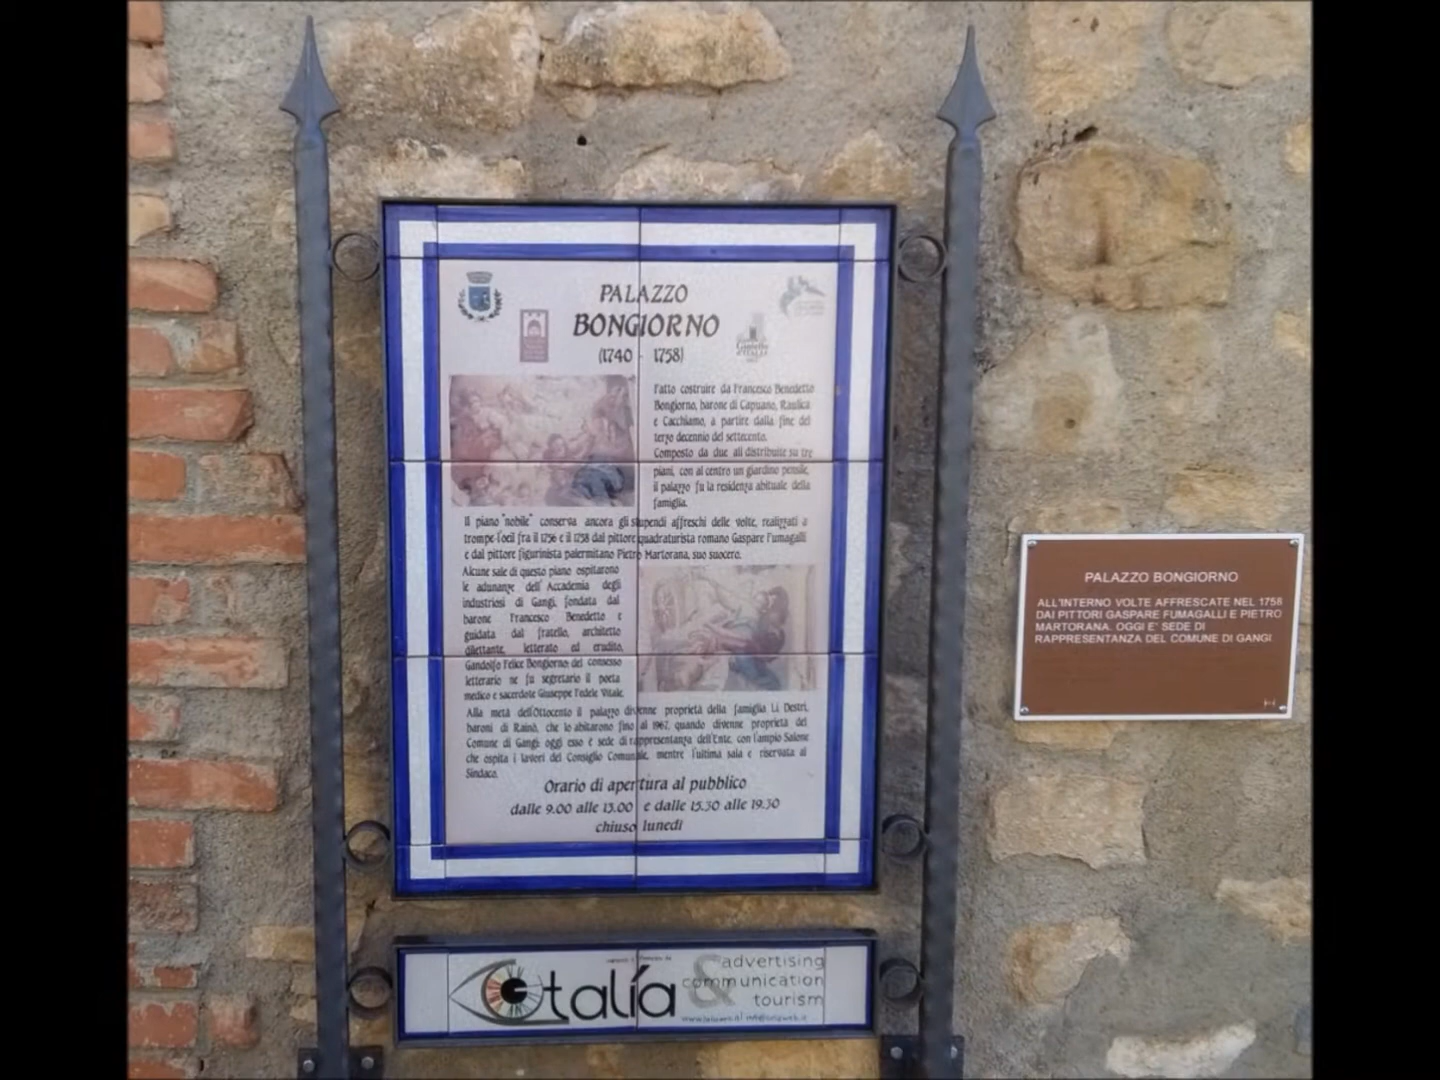 PALAZZO
BONGIORNO
(1740 - 1758)
Fatto costruire da Francesco Benedetto
Bongiorno, barone di Capuano, Raulica
e Cacchiamo, a partire dalla fine del
terzo decennio del settecento.
Composto da due ali distribuite su tre
piani, con al centro un giardino pensile,
il palazzo fu la residenza abituale della
famiglia.
Il piano "nobile" conserva ancora gli stupendi affreschi delle volte, realizzati a
trompe-l'oeil fra il 1756 e il 1758 dal pittore quadraturista romano Gaspare Fumagalli
e dal pittore figurinista palermitano Pietro Martorana, suo suocero.
Alcune sale di questo piano ospitarono
le adunanze dell'Accademia degli
industriosi di Gangi, fondata dal
barone Francesco Benedetto e
guidata dal fratello, architetto
dilettante, letterato ed erudito,
Gandolfo Felice Bongiorno; del consesso
letterario ne fu segretario il poeta
medico e sacerdote Giuseppe Fedele Vitale.
Alla metà dell'Ottocento il palazzo divenne proprietà della famiglia Li Destri,
baroni di Rainò, che lo abitarono fino al 1967, quando divenne proprietà del
Comune di Gangi; oggi esso è sede di rappresentanza dell'Ente, con l'ampio Salone
che ospita i lavori del Consiglio Comunale, mentre l'ultima sala e riservata al
Sindaco.
Orario di apertura al pubblico
dalle 9.00 alle 13.00 e dalle 15.30 alle 19.30
chiuso lunedì
talía & advertising
communication
tourism
PALAZZO BONGIORNO
ALL'INTERNO VOLTE AFFRESCATE NEL 1758
DAI PITTORI GASPARE FUMAGALLI E PIETRO
MARTORANA. OGGI E' SEDE DI
RAPPRESENTANZA DEL COMUNE DI GANGI